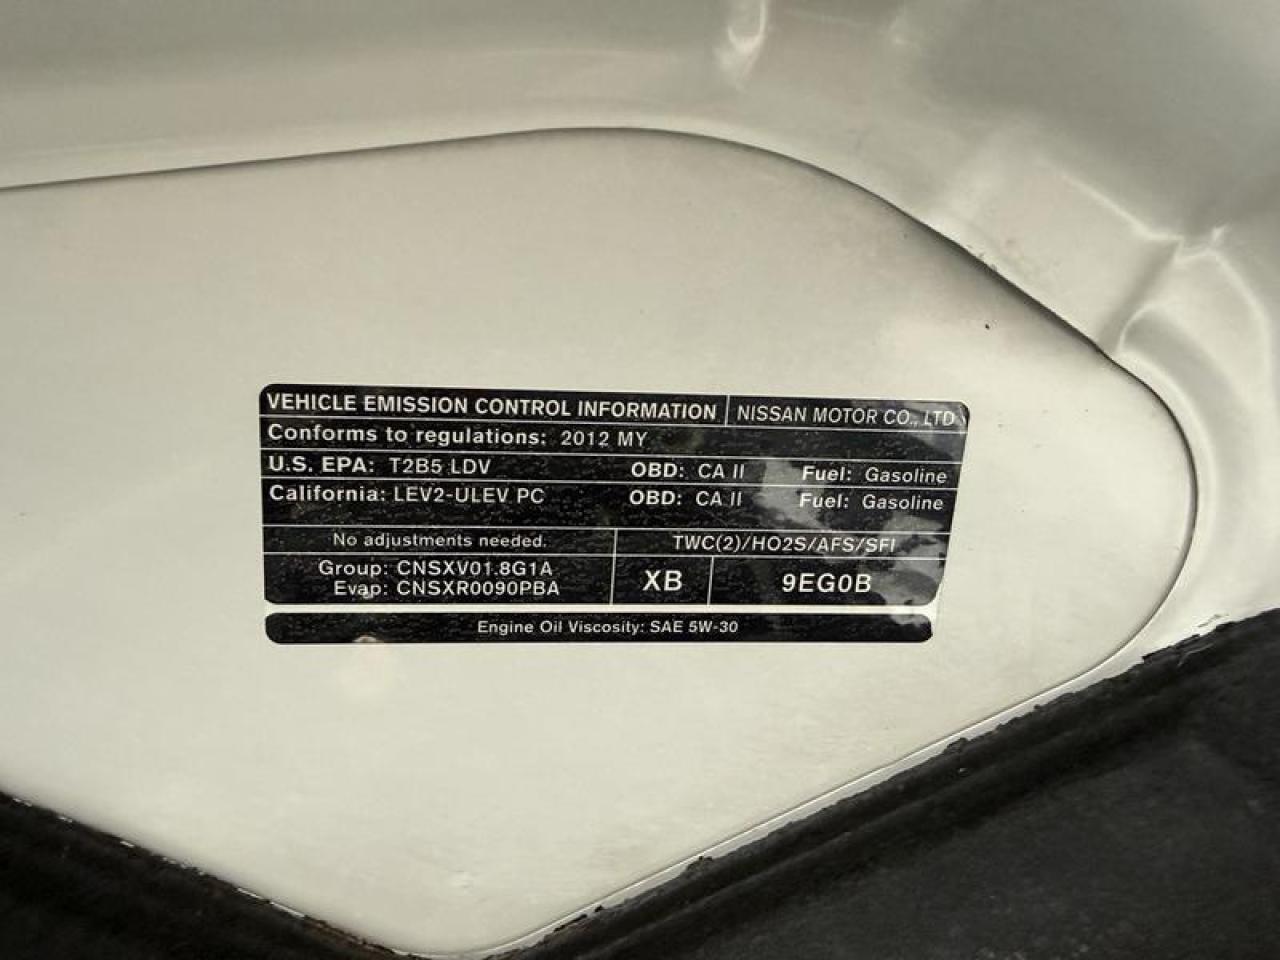 VEHICLE EMISSION CONTROL INFORMATION NISSAN MOTOR CO., LTD
Conforms to regulations: 2012 MY
U.S. EPA: T2B5 LDV OBD: CA II Fuel: Gasoline
California: LEV2-ULEV PC OBD: CA II Fuel: Gasoline
No adjustments needed. TWC(2)/HO2S/AFS/SFI
Group: CNSXV01.8G1A
Evap: CNSXR0090PBA
XB 9EG0B
Engine Oil Viscosity: SAE 5W-30